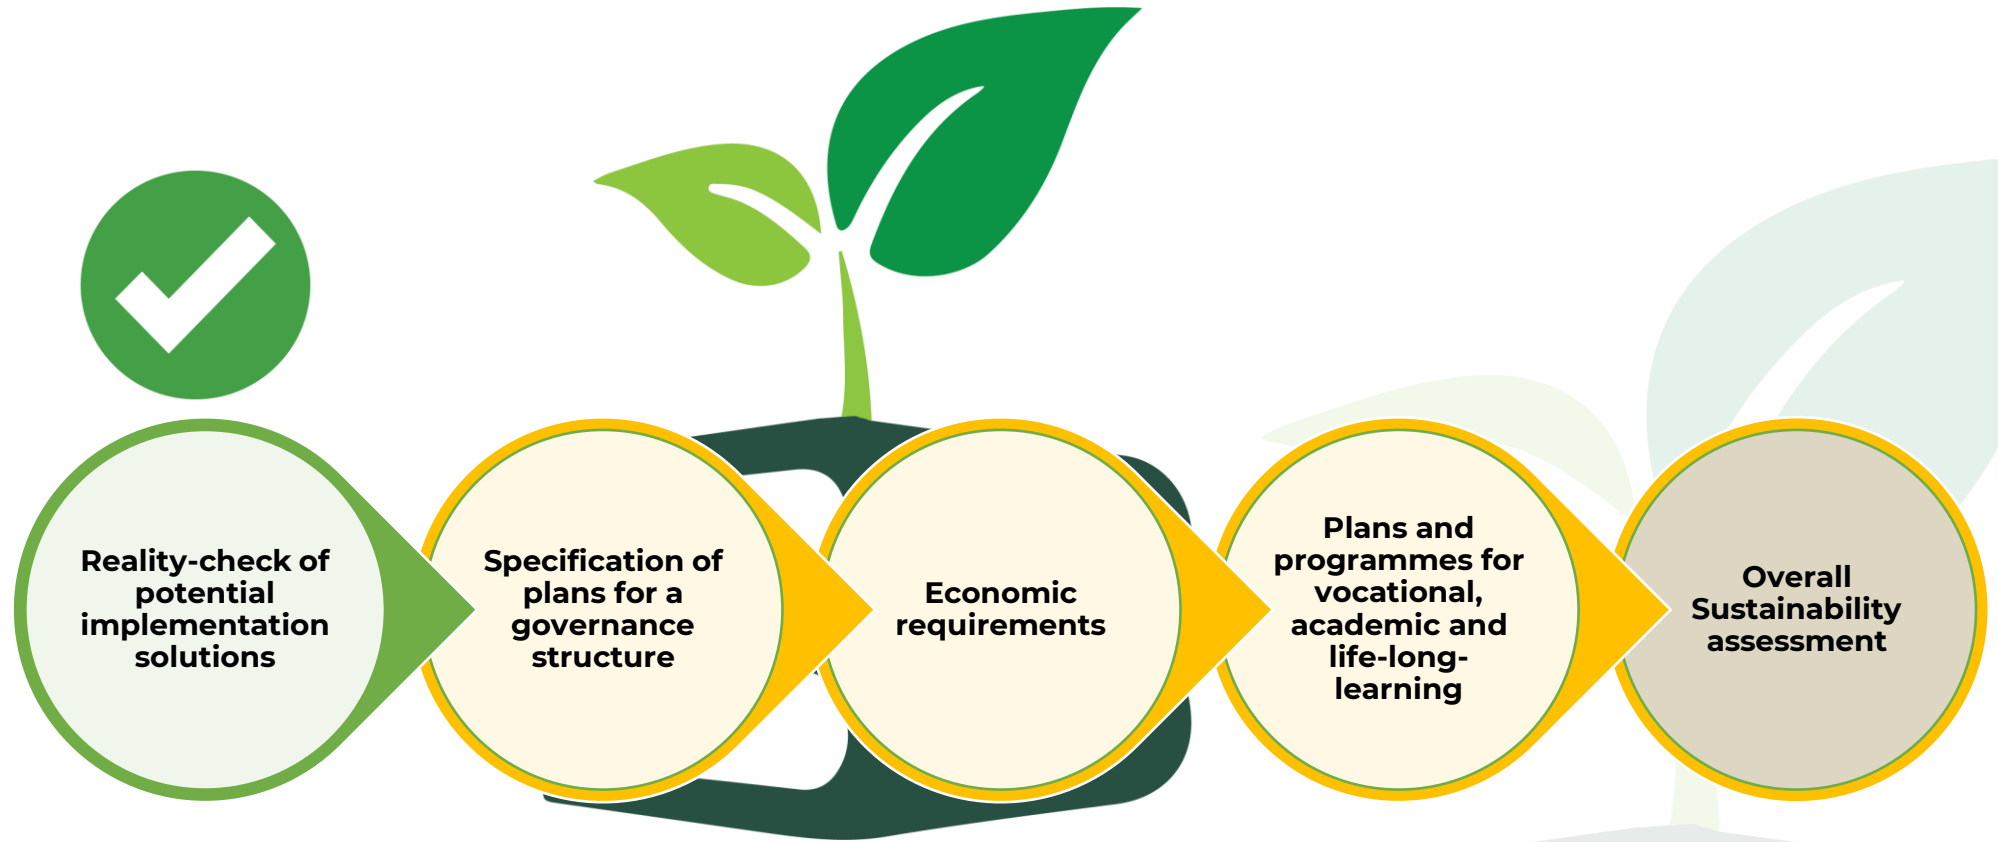 Reality-check of
potential
implementation
solutions
Specification of
plans for a
governance
structure
Economic
requirements
Plans and
programmes for
vocational,
academic and
life-long-
learning
Overall
Sustainability
assessment